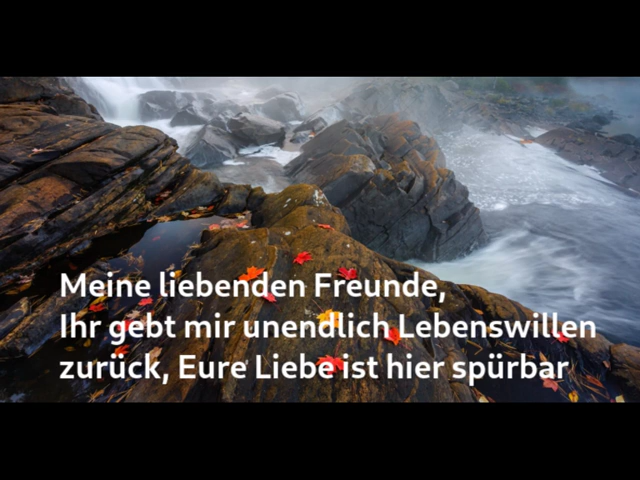 Meine liebenden Freunde,
Ihr gebt mir unendlich Lebenswillen
zurück, Eure Liebe ist hier spürbar